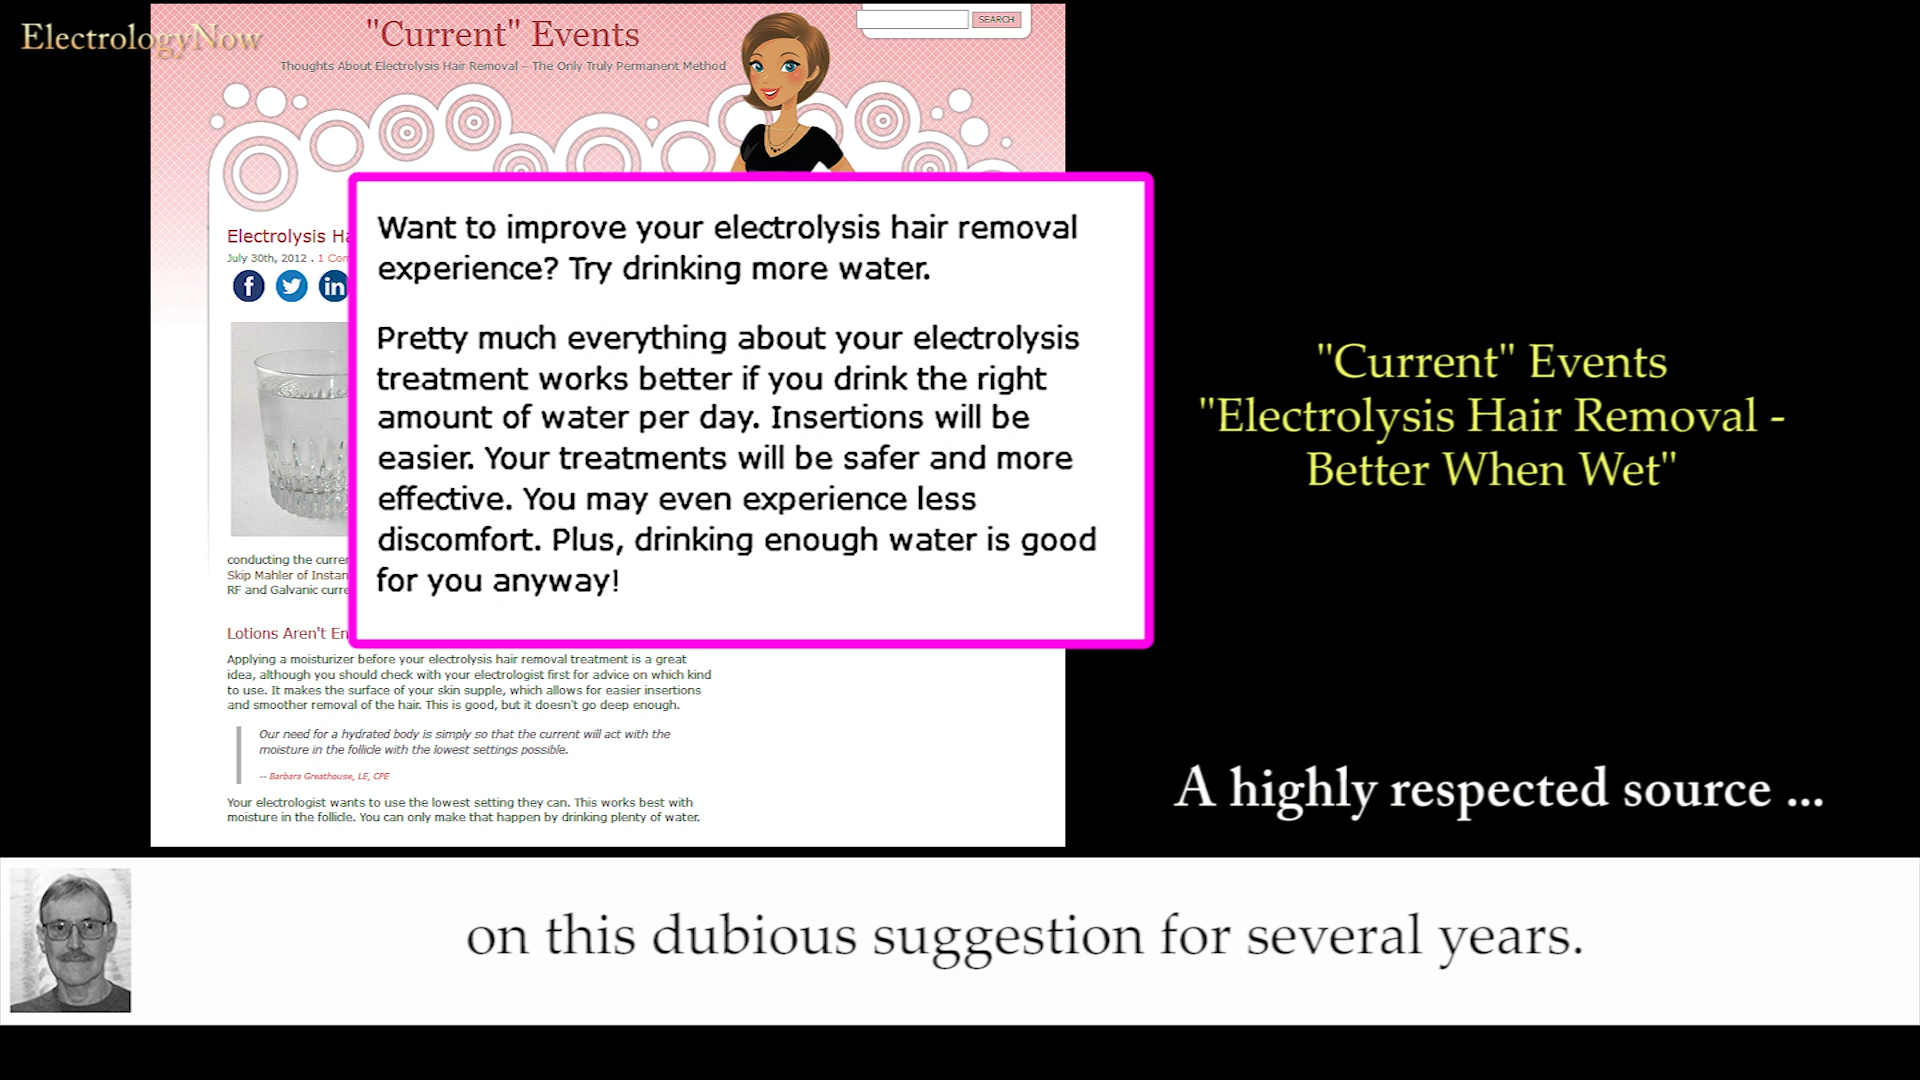 ElectrologyNow
"Current" Events
SEARCH
Thoughts About Electrolysis Hair Removal – The Only Truly Permanent Method
Electrolysis Ha
July 30th, 2012 . 1 Com
f
in
Want to improve your electrolysis hair removal
experience? Try drinking more water.
Pretty much everything about your electrolysis
treatment works better if you drink the right
amount of water per day. Insertions will be
easier. Your treatments will be safer and more
effective. You may even experience less
discomfort. Plus, drinking enough water is good
for you anyway!
conducting the curre
Skip Mahler of Instan
RF and Galvanic curre
Lotions Aren't En
Applying a moisturizer before your electrolysis hair removal treatment is a great
idea, although you should check with your electrologist first for advice on which kind
to use. It makes the surface of your skin supple, which allows for easier insertions
and smoother removal of the hair. This is good, but it doesn't go deep enough.
Our need for a hydrated body is simply so that the current will act with the
moisture in the follicle with the lowest settings possible.
-- Barbara Greathouse, LE, CPE
Your electrologist wants to use the lowest setting they can. This works best with
moisture in the follicle. You can only make that happen by drinking plenty of water.
"Current" Events
"Electrolysis Hair Removal -
Better When Wet"
A highly respected source ...
on this dubious suggestion for several years.